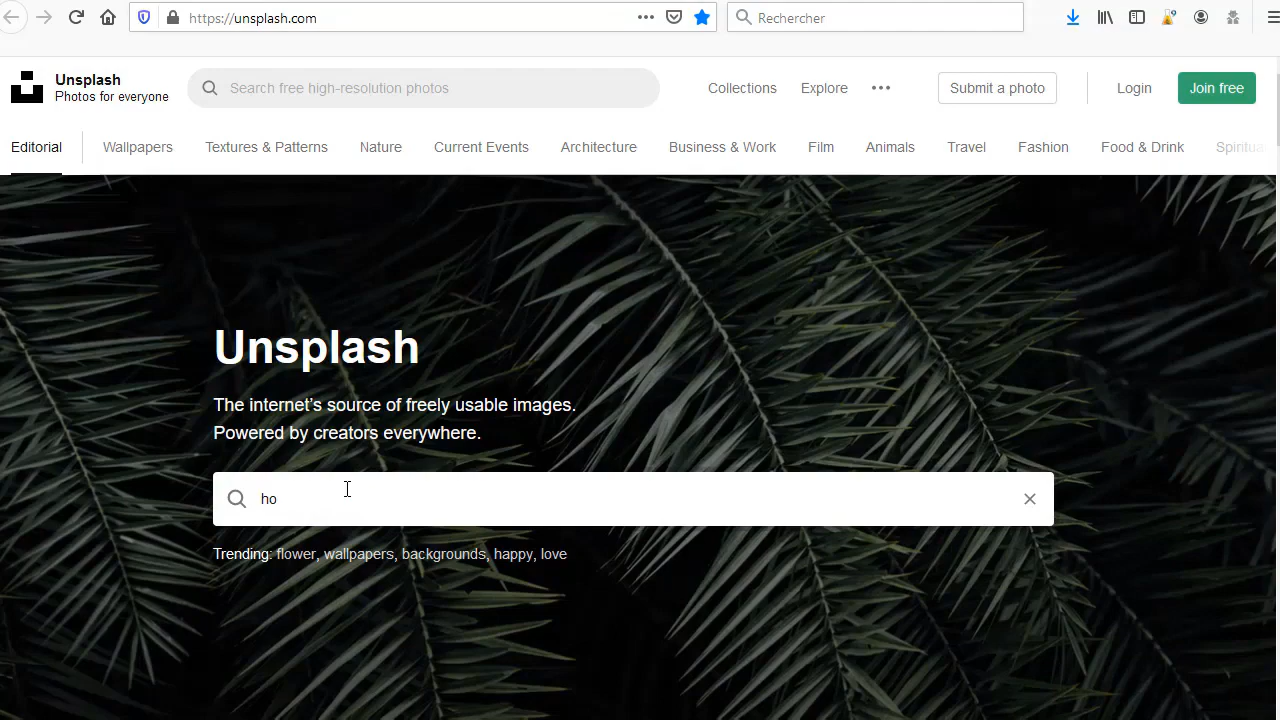 https://unsplash.com
Rechercher
Unsplash
Photos for everyone
Search free high-resolution photos
Collections
Explore
Submit a photo
Login
Join free
Editorial
Wallpapers
Textures & Patterns
Nature
Current Events
Architecture
Business & Work
Film
Animals
Travel
Fashion
Food & Drink
Spiritua
Unsplash
The internet's source of freely usable images.
Powered by creators everywhere.
ho
Trending: flower, wallpapers, backgrounds, happy, love